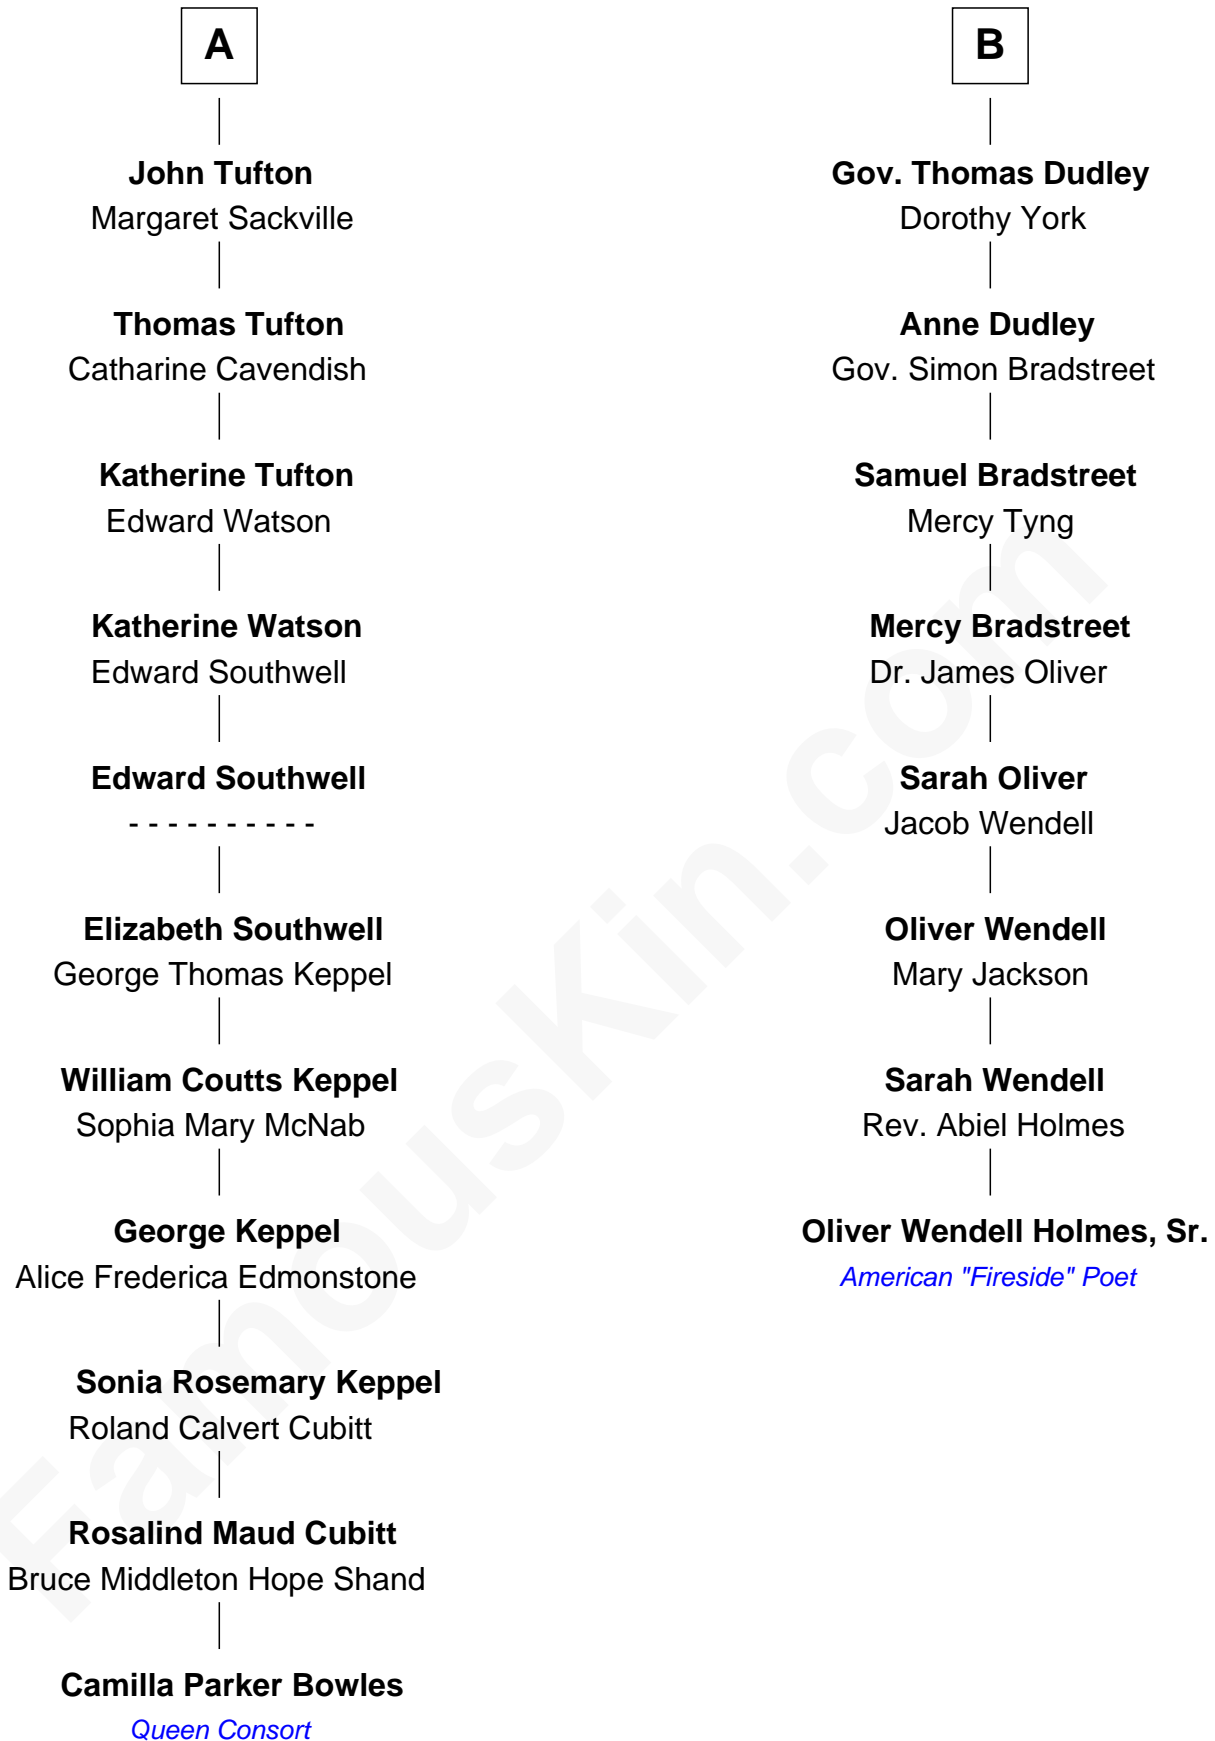 A
John Tufton
Margaret Sackville
Thomas Tufton
Catharine Cavendish
Katherine Tufton
Edward Watson
Katherine Watson
Edward Southwell
Edward Southwell
- - - - - - - - - -
Elizabeth Southwell
George Thomas Keppel
William Coutts Keppel
Sophia Mary McNab
George Keppel
Alice Frederica Edmonstone
Sonia Rosemary Keppel
Roland Calvert Cubitt
Rosalind Maud Cubitt
Bruce Middleton Hope Shand
Camilla Parker Bowles
Queen Consort
B
Gov. Thomas Dudley
Dorothy York
Anne Dudley
Gov. Simon Bradstreet
Samuel Bradstreet
Mercy Tyng
Mercy Bradstreet
Dr. James Oliver
Sarah Oliver
Jacob Wendell
Oliver Wendell
Mary Jackson
Sarah Wendell
Rev. Abiel Holmes
Oliver Wendell Holmes, Sr.
American "Fireside" Poet
FamousKin.com